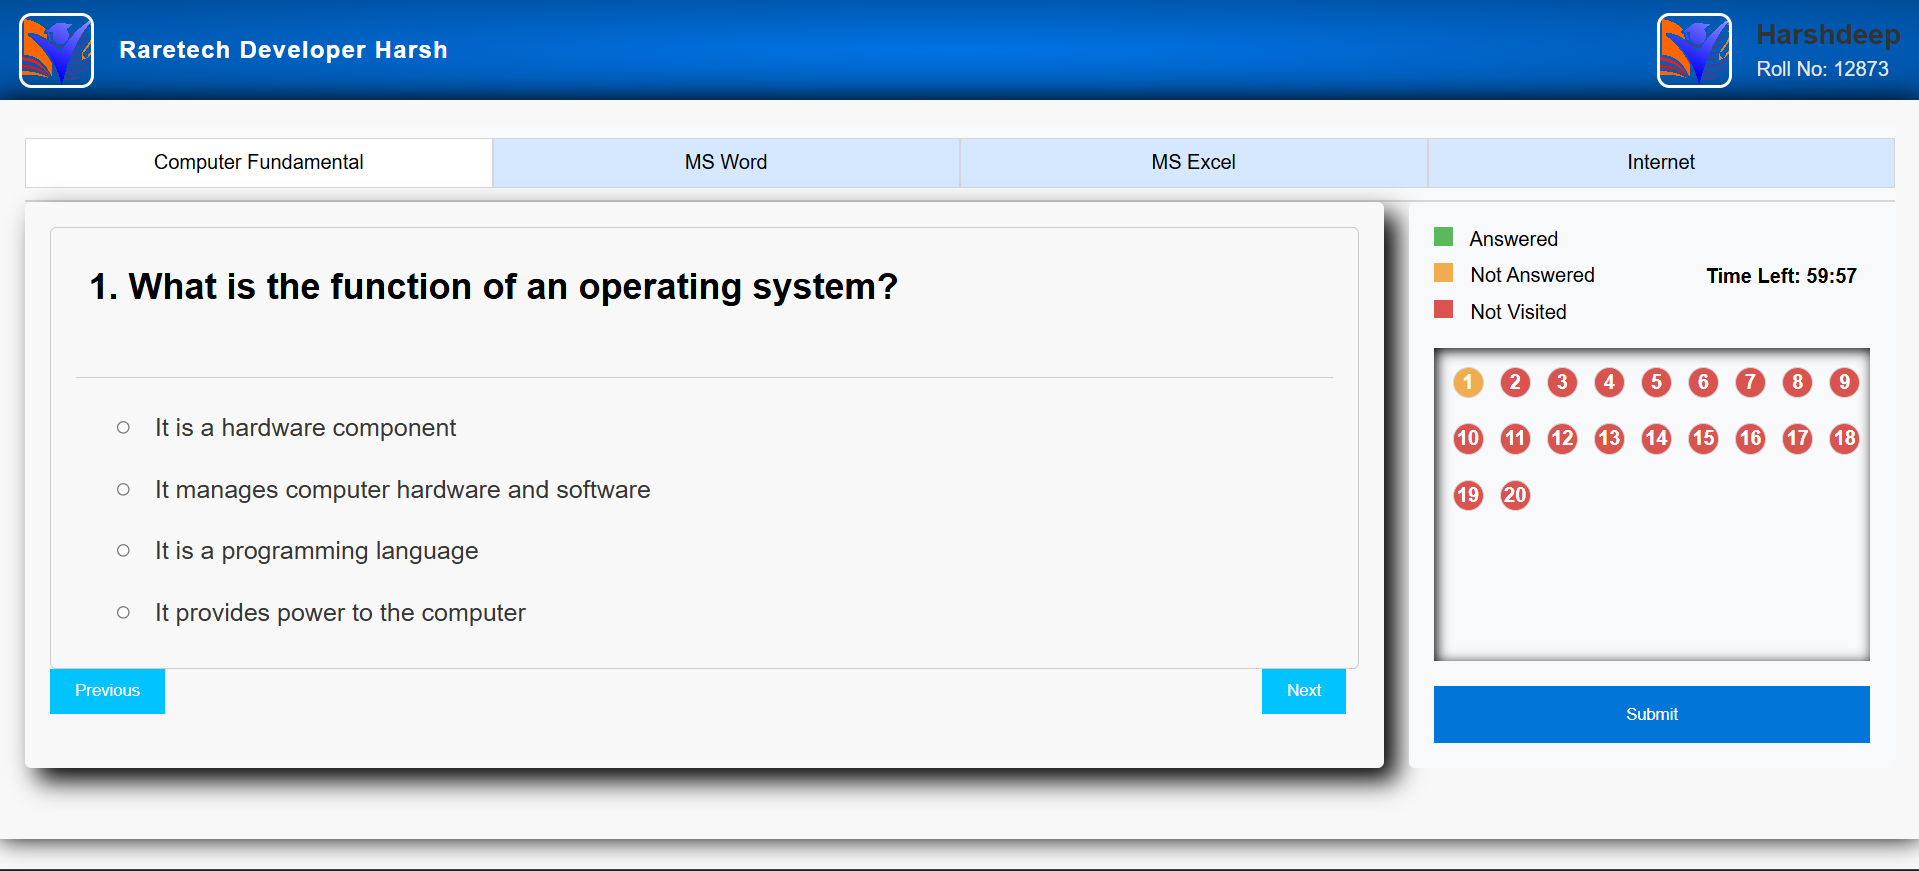 Raretech Developer Harsh
Harshdeep
Roll No: 12873
Computer Fundamental
MS Word
MS Excel
Internet
1. What is the function of an operating system?
It is a hardware component
It manages computer hardware and software
It is a programming language
It provides power to the computer
Previous
Next
Answered
Not Answered
Time Left: 59:57
Not Visited
1 2 3 4 5 6 7 8 9
10 11 12 13 14 15 16 17 18
19 20
Submit